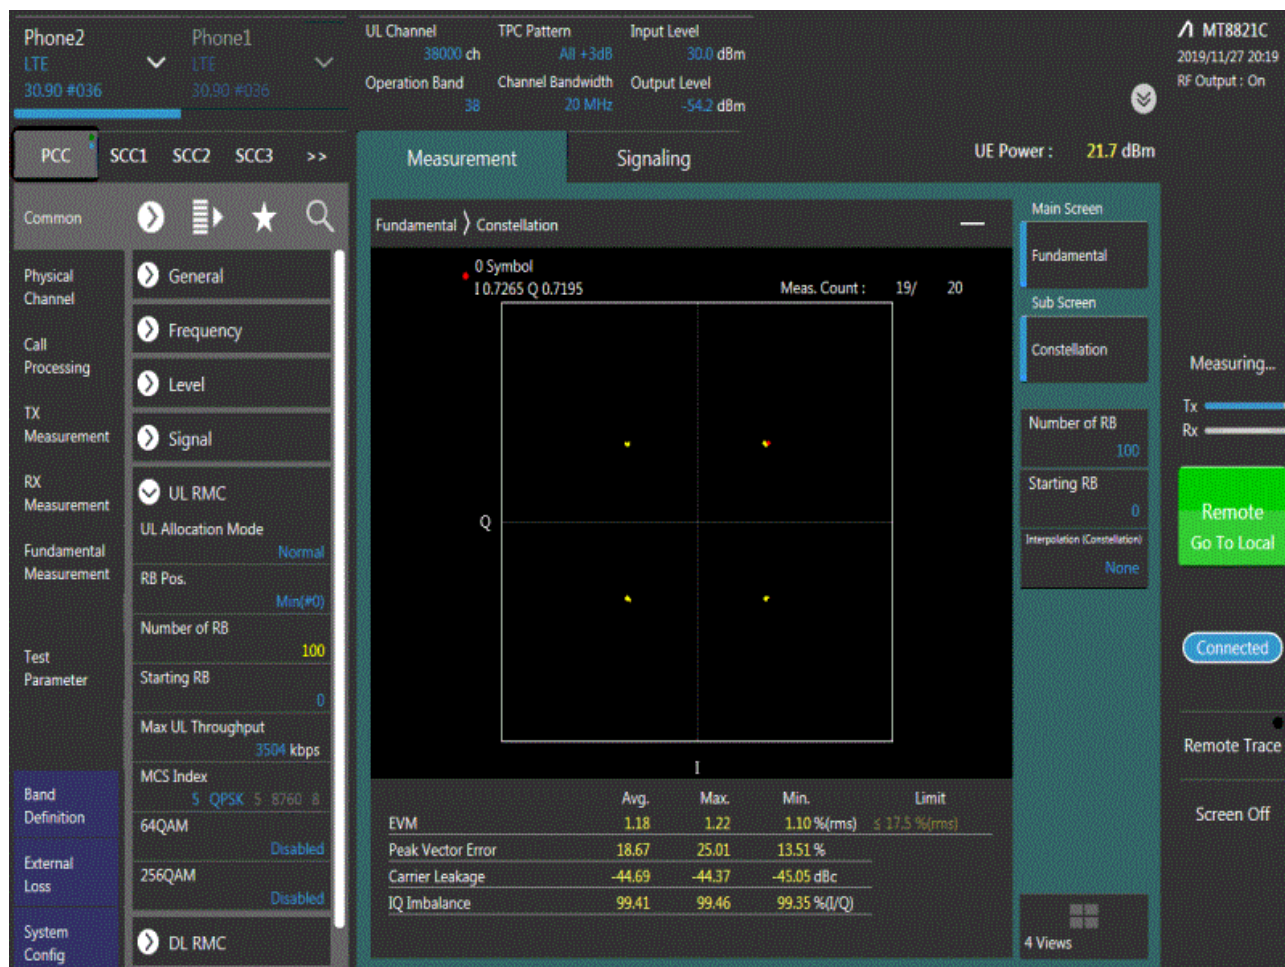 Phone2
LTE
30.90 #036
Phone1
LTE
30.90 #036
UL Channel
38000 ch
TPC Pattern
All +3dB
Input Level
30.0 dBm
Operation Band
38
Channel Bandwidth
20 MHz
Output Level
-54.2 dBm
MT8821C
2019/11/27 20:19
RF Output : On
PCC SCC1 SCC2 SCC3 >>
Measurement
Signaling
UE Power : 21.7 dBm
Common
Physical
Channel
Call
Processing
TX
Measurement
RX
Measurement
Fundamental
Measurement
Test
Parameter
Band
Definition
External
Loss
System
Config
General
Frequency
Level
Signal
UL RMC
UL Allocation Mode
Normal
RB Pos.
Min(#0)
Number of RB
100
Starting RB
0
Max UL Throughput
3504 kbps
MCS Index
5 QPSK 5 8760 8
64QAM
Disabled
256QAM
Disabled
DL RMC
Fundamental 〉 Constellation
0 Symbol
I 0.7265 Q 0.7195
Meas. Count : 19/ 20
Q
I
Avg. Max. Min. Limit
EVM 1.18 1.22 1.10 %(rms) ≤ 17.5 %(rms)
Peak Vector Error 18.67 25.01 13.51 %
Carrier Leakage -44.69 -44.37 -45.05 dBc
IQ Imbalance 99.41 99.46 99.35 %(I/Q)
Main Screen
Fundamental
Sub Screen
Constellation
Number of RB
100
Starting RB
0
Interpolation (Constellation)
None
4 Views
Measuring...
Tx
Rx
Remote
Go To Local
Connected
Remote Trace
Screen Off